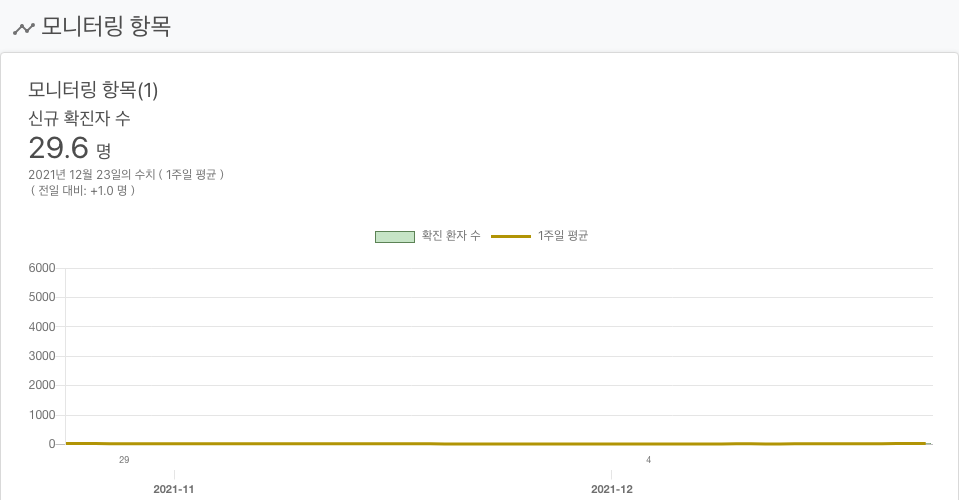 모니터링 항목
모니터링 항목(1)
신규 확진자 수
29.6 명
2021년 12월 23일의 수치 ( 1주일 평균 )
( 전일 대비: +1.0 명 )
확진 환자 수 1주일 평균
6000
5000
4000
3000
2000
1000
0
29 4
2021-11 2021-12